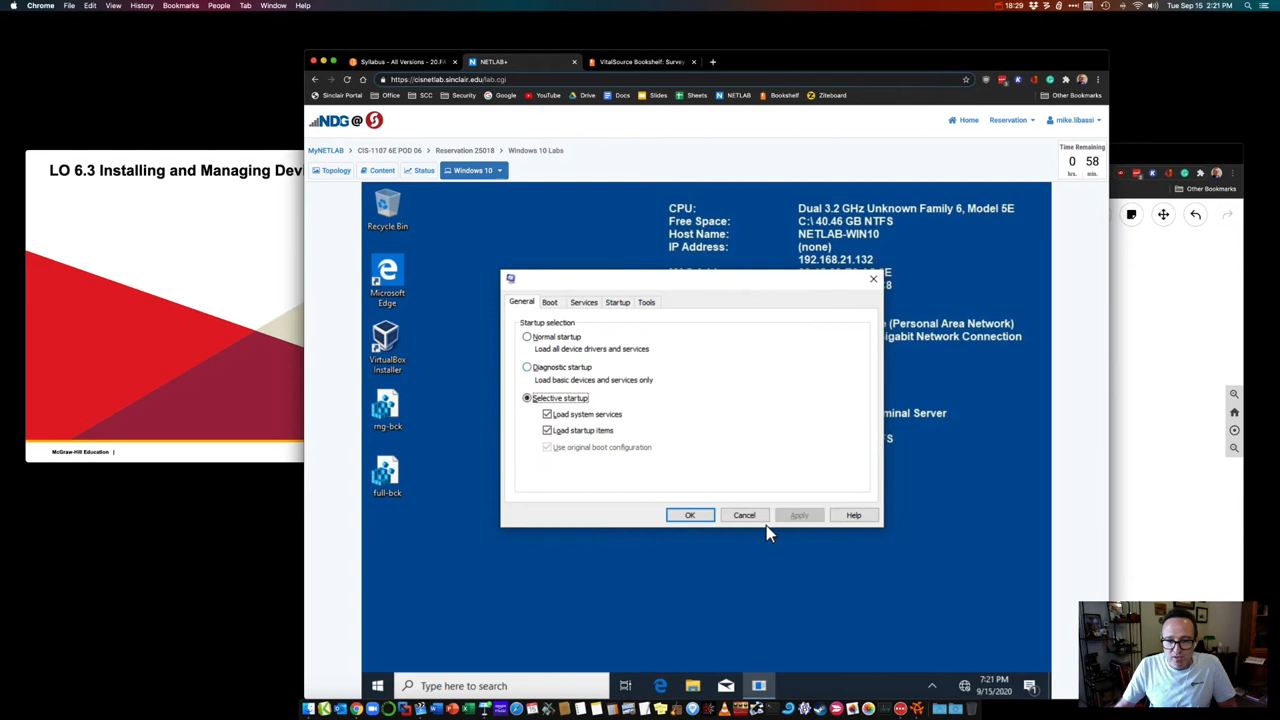 Chrome File Edit View History Bookmarks People Tab Window Help
18:29
Tue Sep 15 2:21 PM
Syllabus - All Versions - 20.FA
NETLAB+
VitalSource Bookshelf: Survey
https://cisnetlab.sinclair.edu/lab.cgi
Sinclair Portal Office SCC Security Google YouTube Drive Docs Slides Sheets NETLAB Bookshelf Ziteboard Other Bookmarks
NDG @ S
Home Reservation mike.libassi
MyNETLAB CIS-1107 6E POD 06 Reservation 25018 Windows 10 Labs
Time Remaining
0 58
hrs. min.
Topology Content Status Windows 10
Other Bookmarks
LO 6.3 Installing and Managing Devi
McGraw-Hill Education |
Recycle Bin
Microsoft
Edge
VirtualBox
Installer
rng-bck
full-bck
CPU: Dual 3.2 GHz Unknown Family 6, Model 5E
Free Space: C:\ 40.46 GB NTFS
Host Name: NETLAB-WIN10
IP Address: (none)
192.168.21.132
e (Personal Area Network)
igabit Network Connection
minal Server
General Boot Services Startup Tools
Startup selection
Normal startup
Load all device drivers and services
Diagnostic startup
Load basic devices and services only
Selective startup
Load system services
Load startup items
Use original boot configuration
OK Cancel Apply Help
Type here to search
7:21 PM
9/15/2020